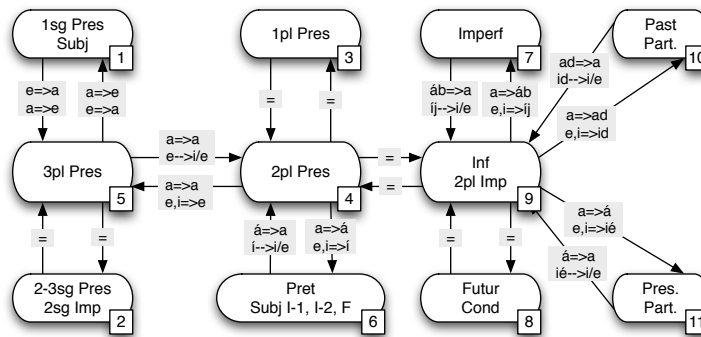 1sg Pres
Subj
1
1pl Pres
3
Imperf
7
Past
Part.
10
e=>a
a=>e
a=>e
e=>a
=
=
áb=>a
íj-->i/e
a=>áb
e,i=>íj
ad=>a
id-->i/e
a=>ad
e,i=>id
3pl Pres
5
a=>a
e-->i/e
a=>a
e,i=>e
2pl Pres
4
=
=
Inf
2pl Imp
9
=
=
á=>a
í-->i/e
a=>á
e,i=>í
=
=
a=>á
e,i=>ié
á=>a
ié-->i/e
2-3sg Pres
2sg Imp
2
Pret
Subj I-1, I-2, F
6
Futur
Cond
8
Pres.
Part.
11